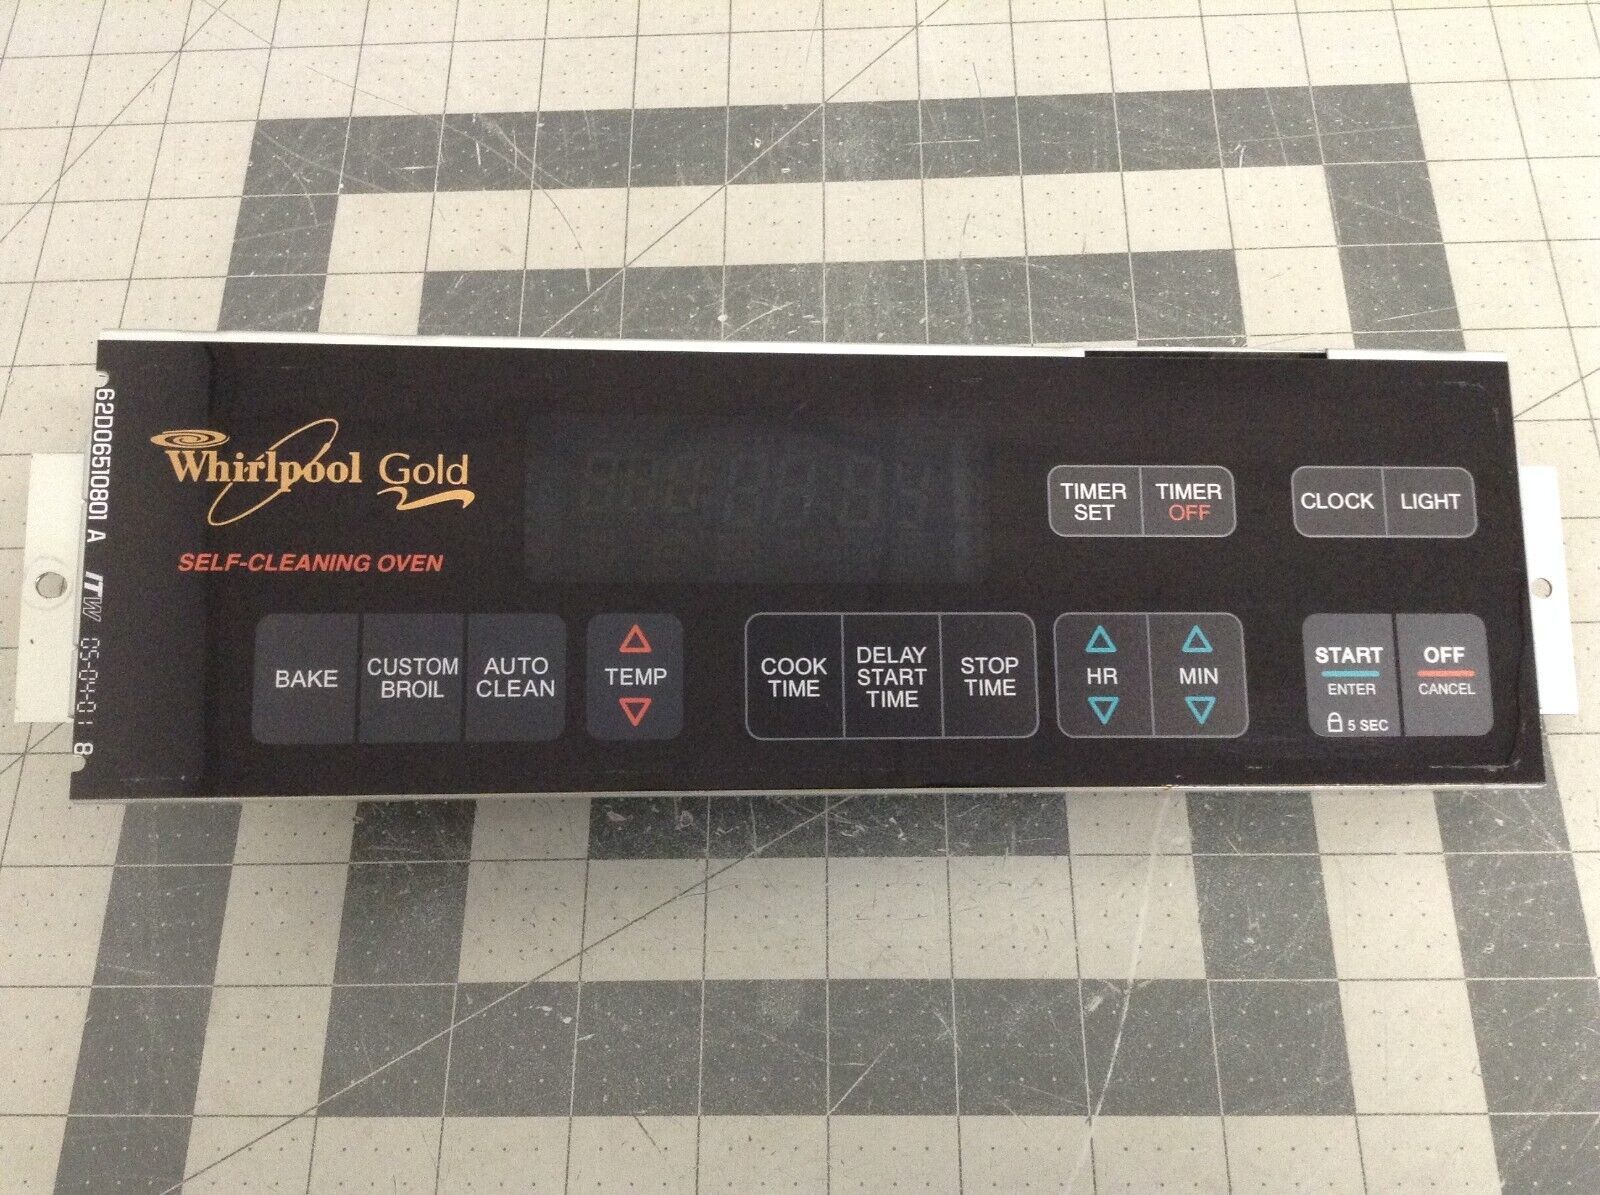 62D06510801 A ITW 05-04-01 8
Whirlpool Gold
SELF-CLEANING OVEN
TIMER
SET
TIMER
OFF
CLOCK
LIGHT
BAKE
CUSTOM
BROIL
AUTO
CLEAN
TEMP
COOK
TIME
DELAY
START
TIME
STOP
TIME
HR
MIN
START
ENTER
5 SEC
OFF
CANCEL